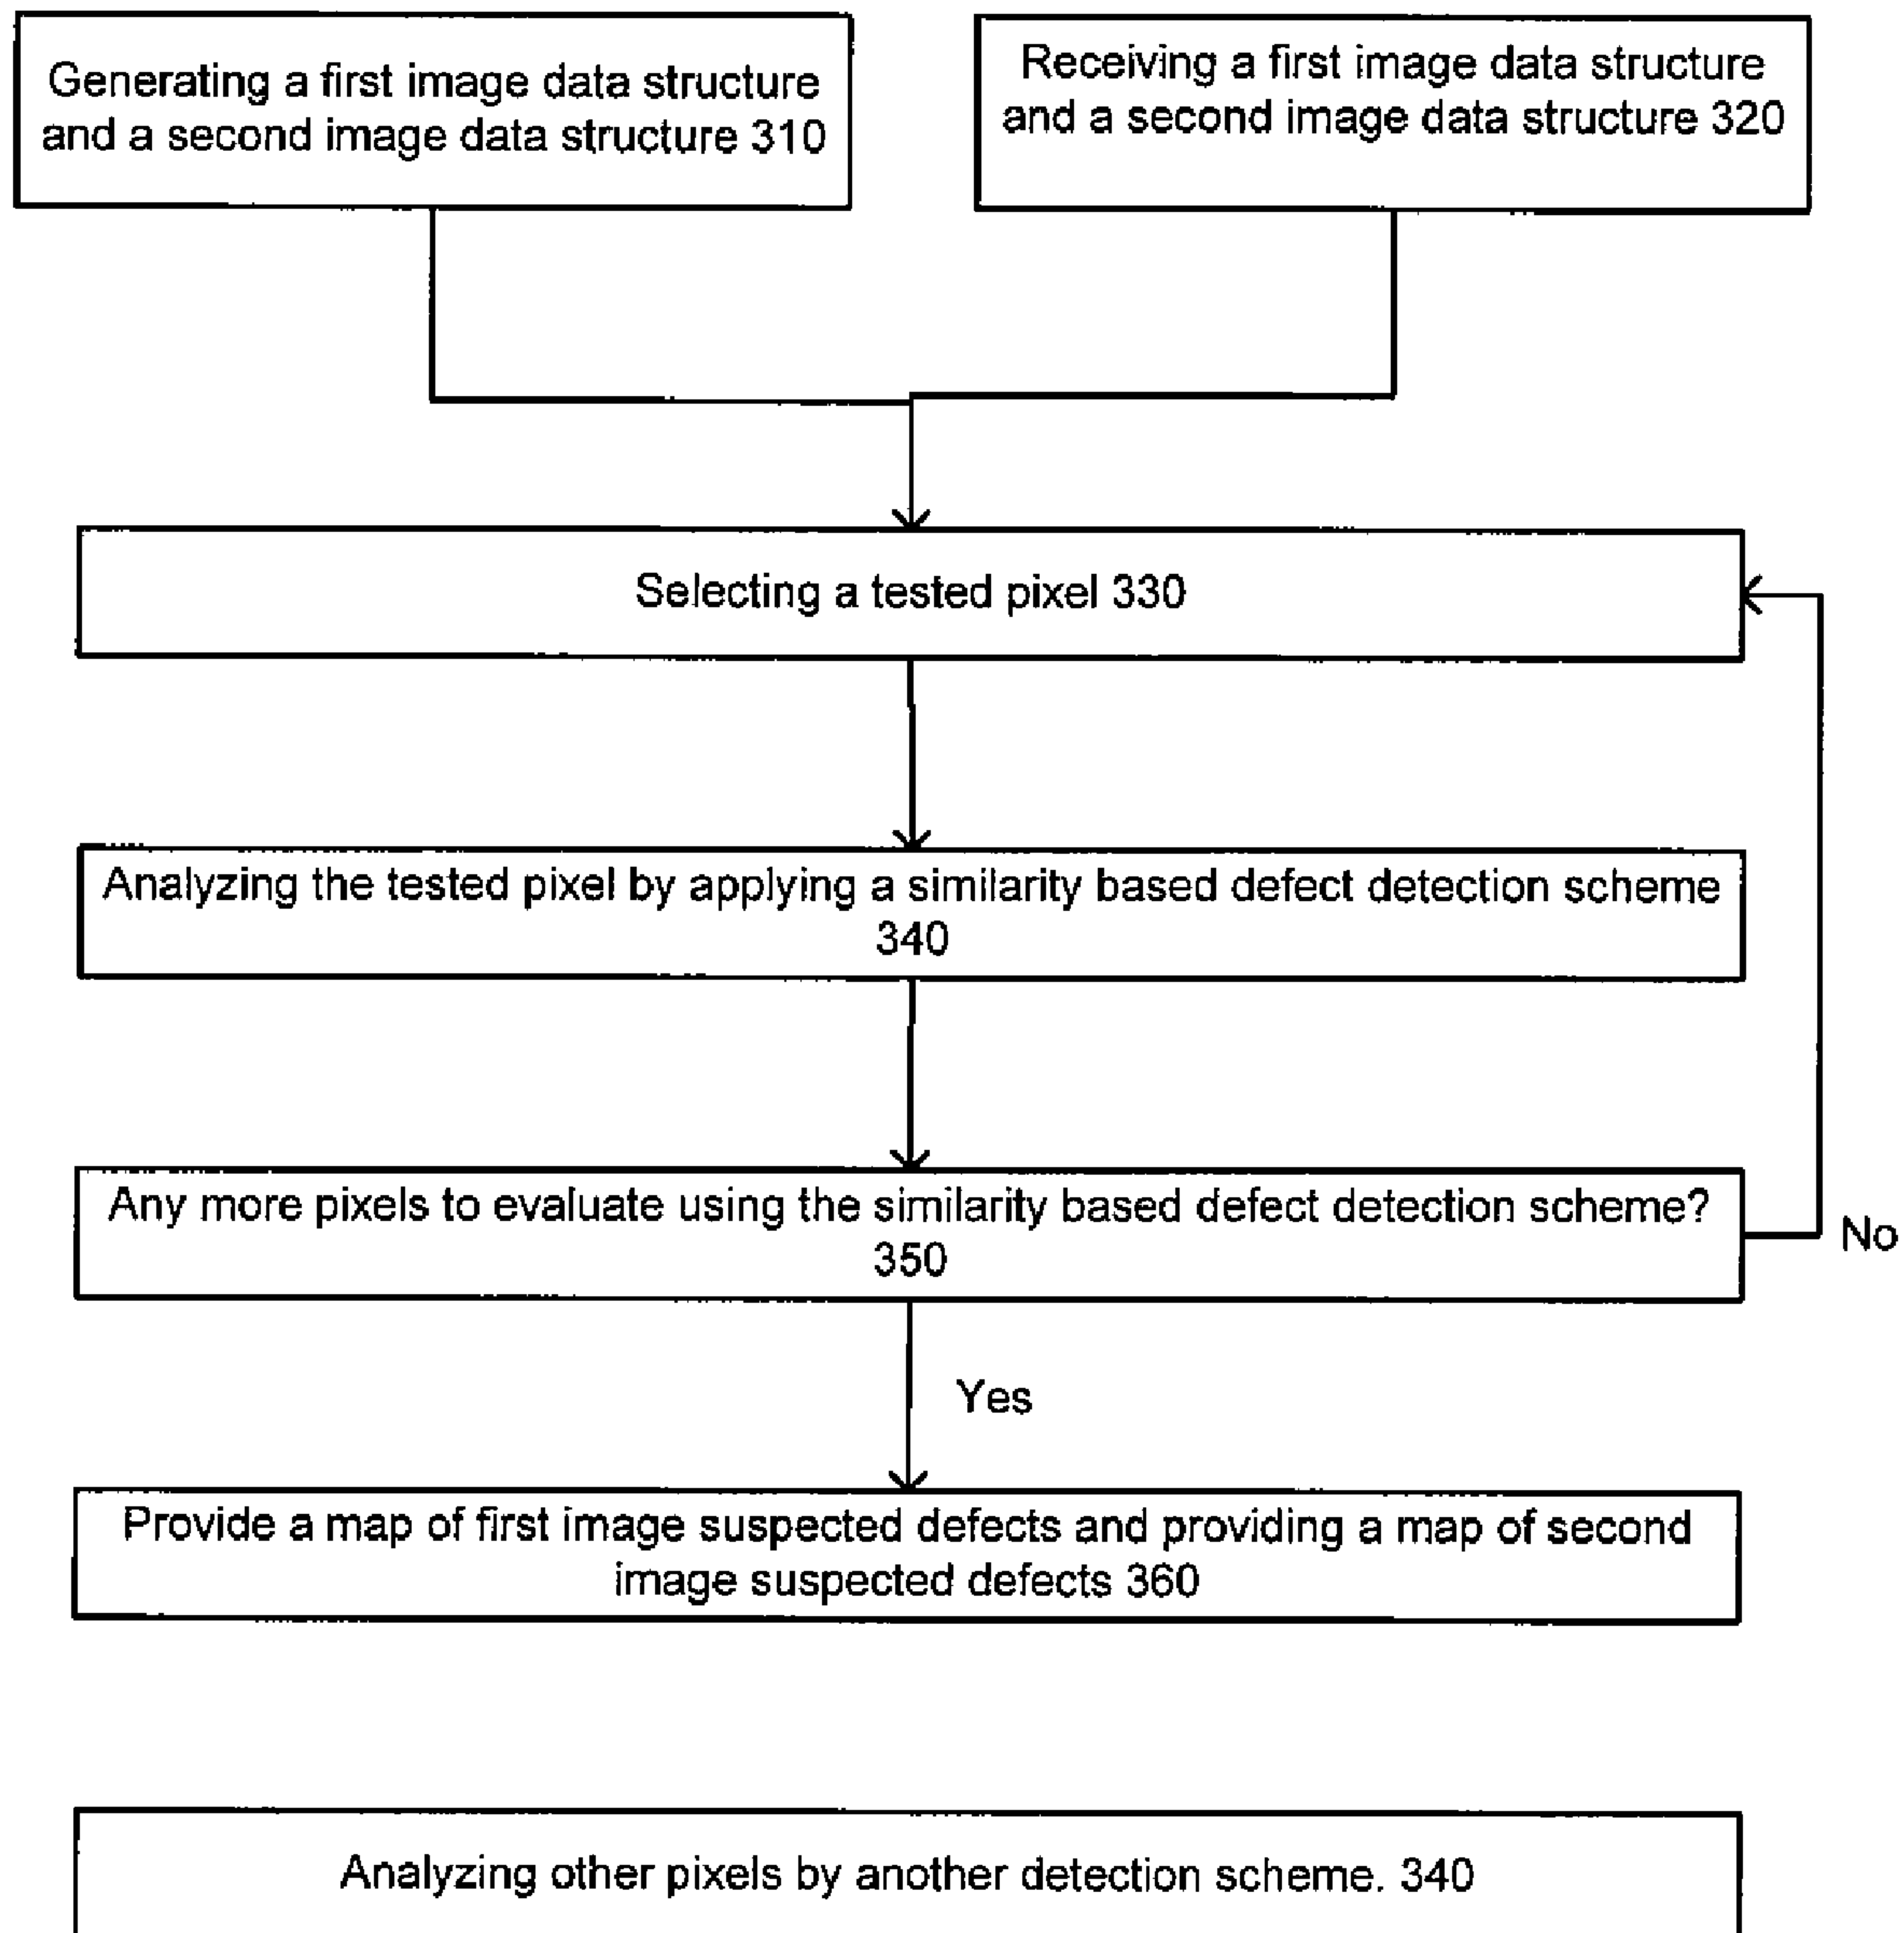 Generating a first image data structure
and a second image data structure 310
Receiving a first image data structure
and a second image data structure 320
Selecting a tested pixel 330
Analyzing the tested pixel by applying a similarity based defect detection scheme
340
Any more pixels to evaluate using the similarity based defect detection scheme?
350
No
Yes
Provide a map of first image suspected defects and providing a map of second
image suspected defects 360
Analyzing other pixels by another detection scheme. 340